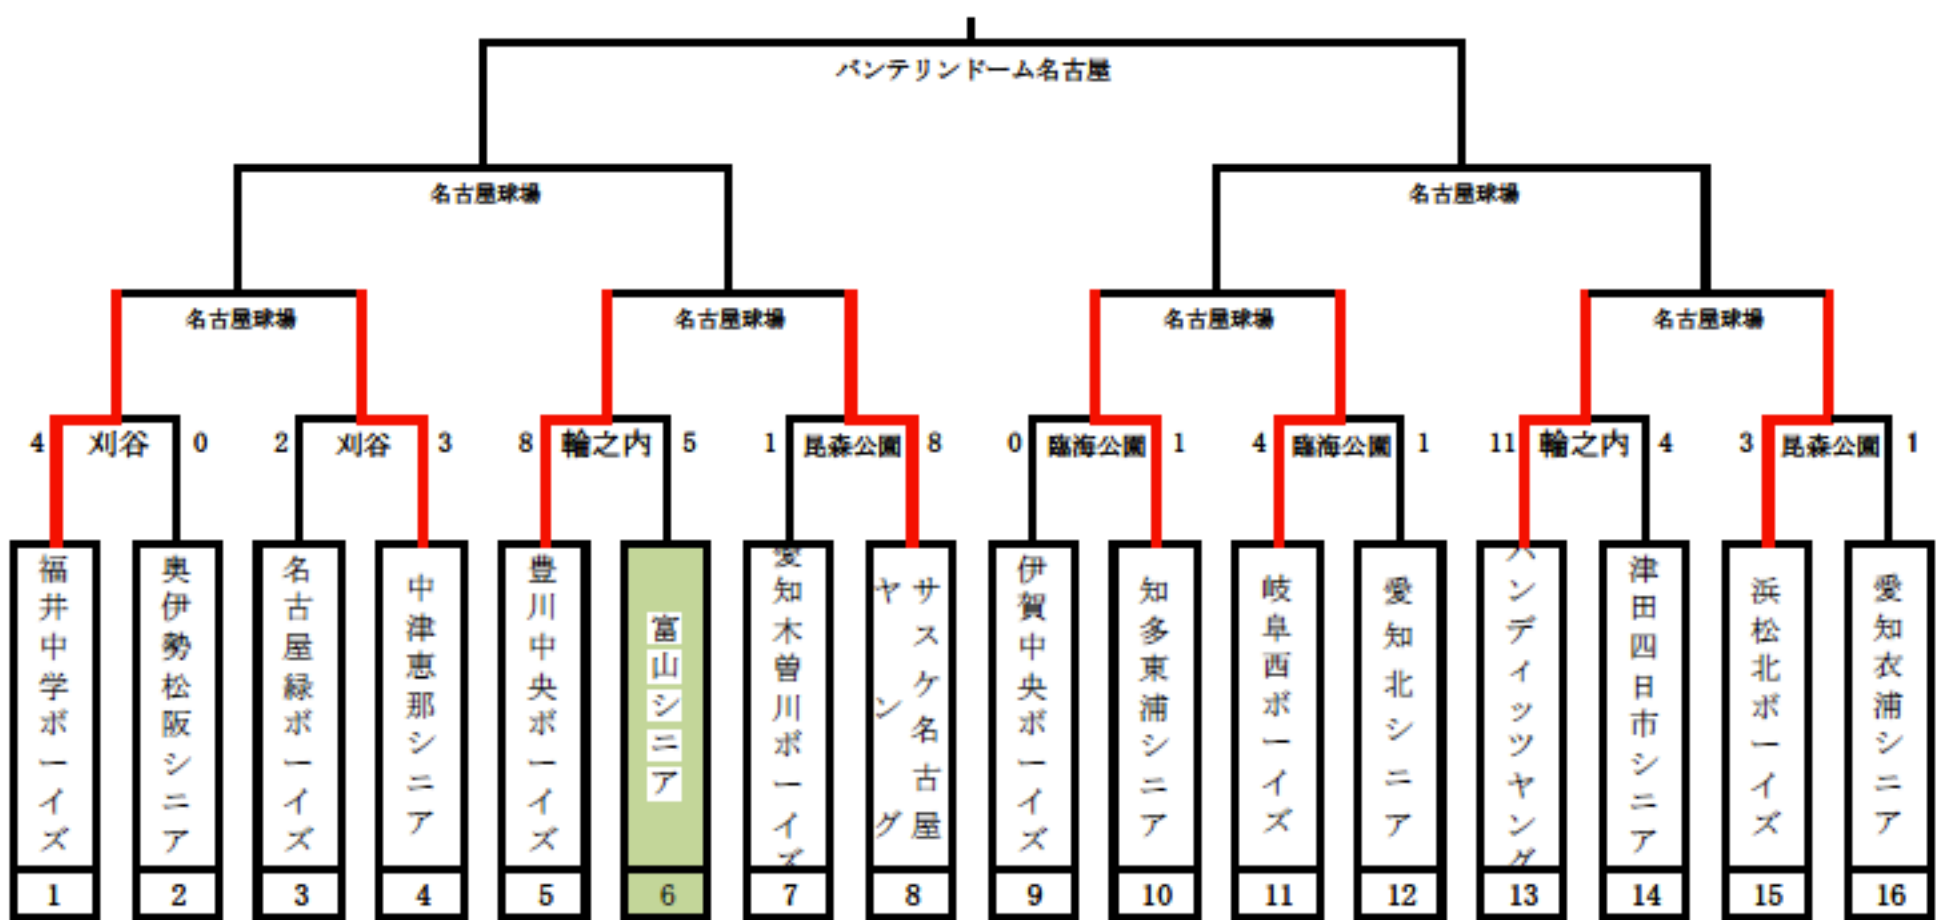 バンテリンドーム名古屋
名古屋球場 名古屋球場
名古屋球場 名古屋球場 名古屋球場 名古屋球場
4 刈谷 0 2 刈谷 3 8 輪之内 5 1 昆森公園 8 0 臨海公園 1 4 臨海公園 1 11 輪之内 4 3 昆森公園 1
福井中学ボーイズ
奥伊勢松阪シニア
名古屋緑ボーイズ
中津恵那シニア
豊川中央ボーイズ
富山シニア
愛知木曽川ボーイズ
サスケ名古屋
ヤング
伊賀中央ボーイズ
知多東浦シニア
岐阜西ボーイズ
愛知北シニア
ハンディッツヤング
津田四日市シニア
浜松北ボーイズ
愛知衣浦シニア
1 2 3 4 5 6 7 8 9 10 11 12 13 14 15 16